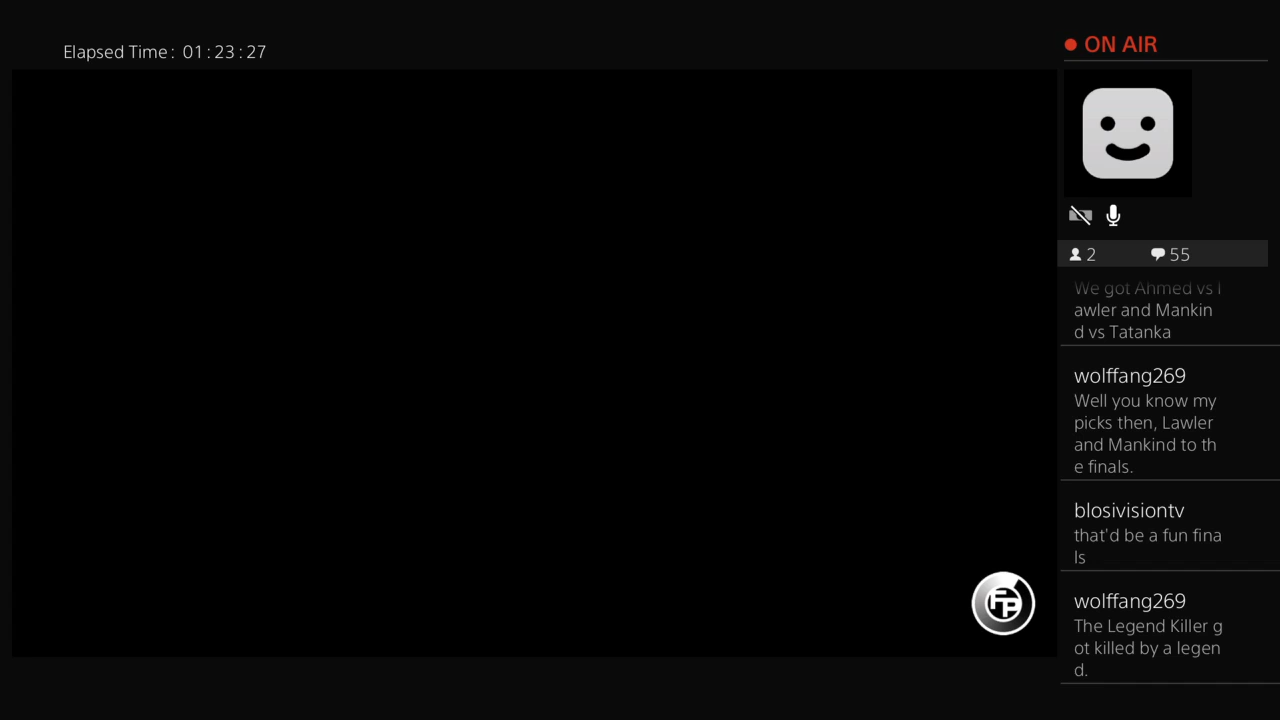 Elapsed Time: 01:23:27
ON AIR
2 55
We got Ahmed vs l
awler and Mankin
d vs Tatanka
wolffang269
Well you know my
picks then, Lawler
and Mankind to th
e finals.
blosivisiontv
that'd be a fun fina
ls
wolffang269
The Legend Killer g
ot killed by a legen
d.
FP